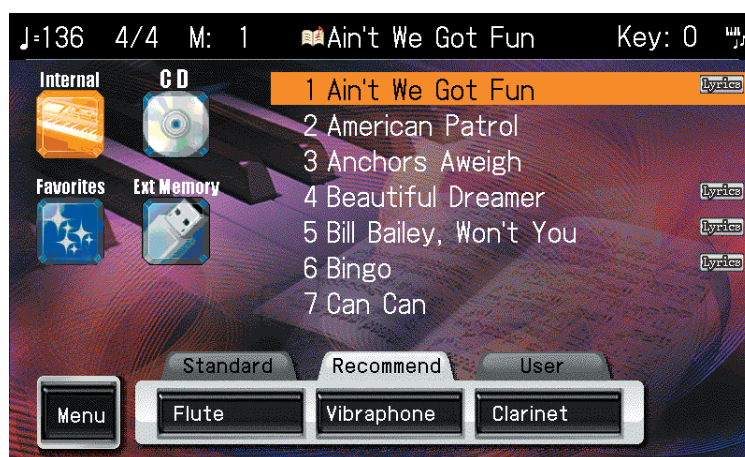 ♩=136 4/4 M: 1 Ain't We Got Fun Key: 0
Internal CD
Favorites Ext Memory
1 Ain't We Got Fun Lyrics
2 American Patrol
3 Anchors Aweigh
4 Beautiful Dreamer Lyrics
5 Bill Bailey, Won't You Lyrics
6 Bingo Lyrics
7 Can Can
Standard Recommend User
Menu Flute Vibraphone Clarinet